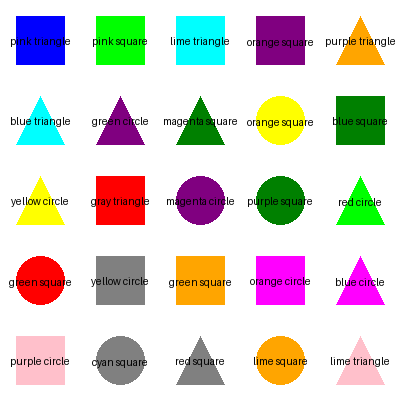 pink triangle pink square lime triangle orange square purple triangle
blue triangle green circle magenta square orange square blue square
yellow circle gray triangle magenta circle purple square red circle
green square yellow circle green square orange circle blue circle
purple circle cyan square red square lime square lime triangle